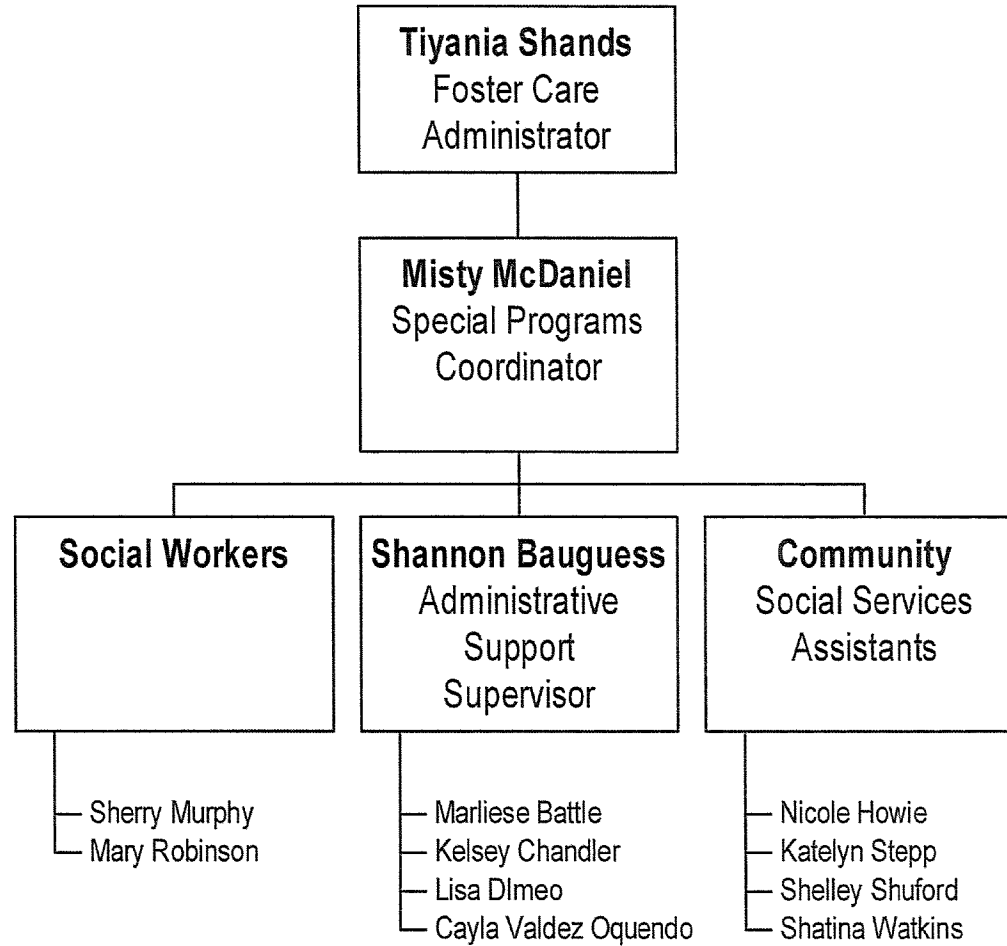 Tiyania Shands
Foster Care
Administrator
Misty McDaniel
Special Programs
Coordinator
Social Workers
Sherry Murphy
Mary Robinson
Shannon Bauguess
Administrative
Support
Supervisor
Marliese Battle
Kelsey Chandler
Lisa DImeo
Cayla Valdez Oquendo
Community
Social Services
Assistants
Nicole Howie
Katelyn Stepp
Shelley Shuford
Shatina Watkins